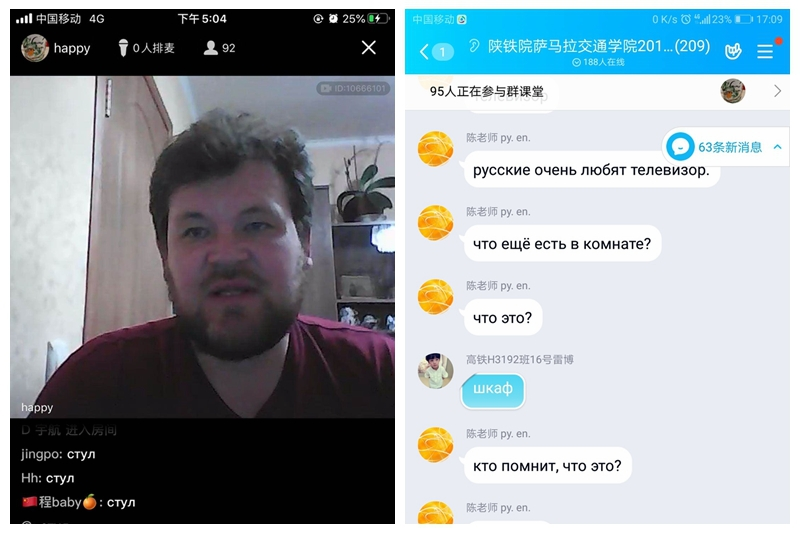 中国移动 4G
下午5:04
25%
happy
0人排麦
92
ID:10666101
happy
进入房间
jingpo: стул
Hh: стул
🇨🇳程baby🍊: стул
中国移动
0 K/s
23%
17:09
1
陕铁院萨马拉交通学院201...(209)
188人在线
95人正在参与群课堂
телевизор
63条新消息
陈老师 ру. en.
русские очень любят телевизор.
陈老师 ру. en.
что ещё есть в комнате?
陈老师 ру. en.
что это?
高铁H3192班16号雷博
шкаф
陈老师 ру. en.
кто помнит, что это?
陈老师 ру. en.